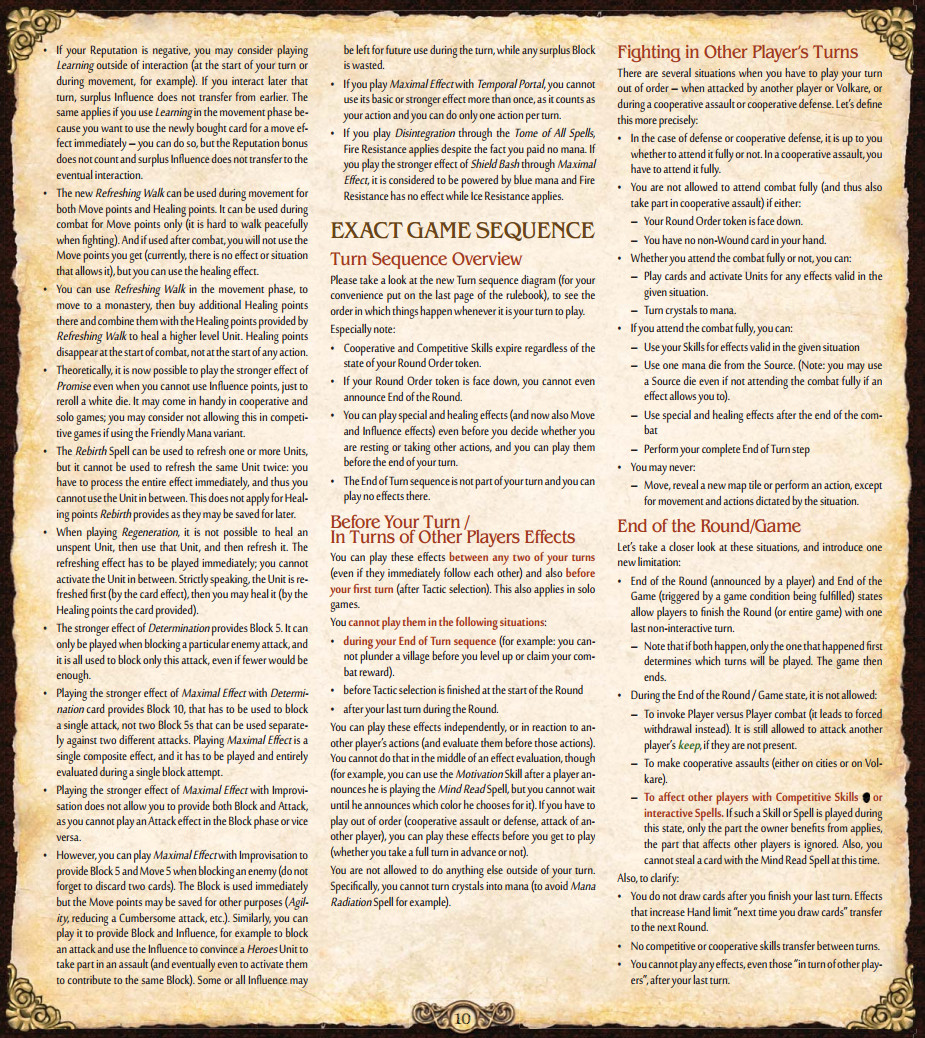 • If your Reputation is negative, you may consider playing
Learning outside of interaction (at the start of your turn or
during movement, for example). If you interact later that
turn, surplus Influence does not transfer from earlier. The
same applies if you use Learning in the movement phase be-
cause you want to use the newly bought card for a move ef-
fect immediately – you can do so, but the Reputation bonus
does not count and surplus Influence does not transfer to the
eventual interaction.
• The new Refreshing Walk can be used during movement for
both Move points and Healing points. It can be used during
combat for Move points only (it is hard to walk peacefully
when fighting). And if used after combat, you will not use the
Move points you get (currently, there is no effect or situation
that allows it), but you can use the healing effect.
• You can use Refreshing Walk in the movement phase, to
move to a monastery, then buy additional Healing points
there and combine them with the Healing points provided by
Refreshing Walk to heal a higher level Unit. Healing points
disappear at the start of combat, not at the start of any action.
• Theoretically, it is now possible to play the stronger effect of
Promise even when you cannot use Influence points, just to
reroll a white die. It may come in handy in cooperative and
solo games; you may consider not allowing this in competi-
tive games if using the Friendly Mana variant.
• The Rebirth Spell can be used to refresh one or more Units,
but it cannot be used to refresh the same Unit twice: you
have to process the entire effect immediately, and thus you
cannot use the Unit in between. This does not apply for Heal-
ing points Rebirth provides as they may be saved for later.
• When playing Regeneration, it is not possible to heal an
unspent Unit, then use that Unit, and then refresh it. The
refreshing effect has to be played immediately; you cannot
activate the Unit in between. Strictly speaking, the Unit is re-
freshed first (by the card effect), then you may heal it (by the
Healing points the card provided).
• The stronger effect of Determination provides Block 5. It can
only be played when blocking a particular enemy attack, and
it is all used to block only this attack, even if fewer would be
enough.
• Playing the stronger effect of Maximal Effect with Determi-
nation card provides Block 10, that has to be used to block
a single attack, not two Block 5s that can be used separate-
ly against two different attacks. Playing Maximal Effect is a
single composite effect, and it has to be played and entirely
evaluated during a single block attempt.
• Playing the stronger effect of Maximal Effect with Improvi-
sation does not allow you to provide both Block and Attack,
as you cannot play an Attack effect in the Block phase or vice
versa.
• However, you can play Maximal Effect with Improvisation to
provide Block 5 and Move 5 when blocking an enemy (do not
forget to discard two cards). The Block is used immediately
but the Move points may be saved for other purposes (Agil-
ity, reducing a Cumbersome attack, etc.). Similarly, you can
play it to provide Block and Influence, for example to block
an attack and use the Influence to convince a Heroes Unit to
take part in an assault (and eventually even to activate them
to contribute to the same Block). Some or all Influence may
be left for future use during the turn, while any surplus Block
is wasted.
• If you play Maximal Effect with Temporal Portal, you cannot
use its basic or stronger effect more than once, as it counts as
your action and you can do only one action per turn.
• If you play Disintegration through the Tome of All Spells,
Fire Resistance applies despite the fact you paid no mana. If
you play the stronger effect of Shield Bash through Maximal
Effect, it is considered to be powered by blue mana and Fire
Resistance has no effect while Ice Resistance applies.
EXACT GAME SEQUENCE
Turn Sequence Overview
Please take a look at the new Turn sequence diagram (for your
convenience put on the last page of the rulebook), to see the
order in which things happen whenever it is your turn to play.
Especially note:
• Cooperative and Competitive Skills expire regardless of the
state of your Round Order token.
• If your Round Order token is face down, you cannot even
announce End of the Round.
• You can play special and healing effects (and now also Move
and Influence effects) even before you decide whether you
are resting or taking other actions, and you can play them
before the end of your turn.
• The End of Turn sequence is not part of your turn and you can
play no effects there.
Before Your Turn /
In Turns of Other Players Effects
You can play these effects between any two of your turns
(even if they immediately follow each other) and also before
your first turn (after Tactic selection). This also applies in solo
games.
You cannot play them in the following situations:
• during your End of Turn sequence (for example: you can-
not plunder a village before you level up or claim your com-
bat reward).
• before Tactic selection is finished at the start of the Round
• after your last turn during the Round.
You can play these effects independently, or in reaction to an-
other player's actions (and evaluate them before those actions).
You cannot do that in the middle of an effect evaluation, though
(for example, you can use the Motivation Skill after a player an-
nounces he is playing the Mind Read Spell, but you cannot wait
until he announces which color he chooses for it). If you have to
play out of order (cooperative assault or defense, attack of an-
other player), you can play these effects before you get to play
(whether you take a full turn in advance or not).
You are not allowed to do anything else outside of your turn.
Specifically, you cannot turn crystals into mana (to avoid Mana
Radiation Spell for example).
Fighting in Other Player's Turns
There are several situations when you have to play your turn
out of order – when attacked by another player or Volkare, or
during a cooperative assault or cooperative defense. Let's define
this more precisely:
• In the case of defense or cooperative defense, it is up to you
whether to attend it fully or not. In a cooperative assault, you
have to attend it fully.
• You are not allowed to attend combat fully (and thus also
take part in cooperative assault) if either:
– Your Round Order token is face down.
– You have no non-Wound card in your hand.
• Whether you attend the combat fully or not, you can:
– Play cards and activate Units for any effects valid in the
given situation.
– Turn crystals to mana.
• If you attend the combat fully, you can:
– Use your Skills for effects valid in the given situation
– Use one mana die from the Source. (Note: you may use
a Source die even if not attending the combat fully if an
effect allows you to).
– Use special and healing effects after the end of the com-
bat
– Perform your complete End of Turn step
• You may never:
– Move, reveal a new map tile or perform an action, except
for movement and actions dictated by the situation.
End of the Round/Game
Let's take a closer look at these situations, and introduce one
new limitation:
• End of the Round (announced by a player) and End of the
Game (triggered by a game condition being fulfilled) states
allow players to finish the Round (or entire game) with one
last non-interactive turn.
– Note that if both happen, only the one that happened first
determines which turns will be played. The game then
ends.
• During the End of the Round / Game state, it is not allowed:
– To invoke Player versus Player combat (it leads to forced
withdrawal instead). It is still allowed to attack another
player's keep, if they are not present.
– To make cooperative assaults (either on cities or on Vol-
kare).
– To affect other players with Competitive Skills or
interactive Spells. If such a Skill or Spell is played during
this state, only the part the owner benefits from applies,
the part that affects other players is ignored. Also, you
cannot steal a card with the Mind Read Spell at this time.
Also, to clarify:
• You do not draw cards after you finish your last turn. Effects
that increase Hand limit "next time you draw cards" transfer
to the next Round.
• No competitive or cooperative skills transfer between turns.
• You cannot play any effects, even those "in turn of other play-
ers", after your last turn.
10